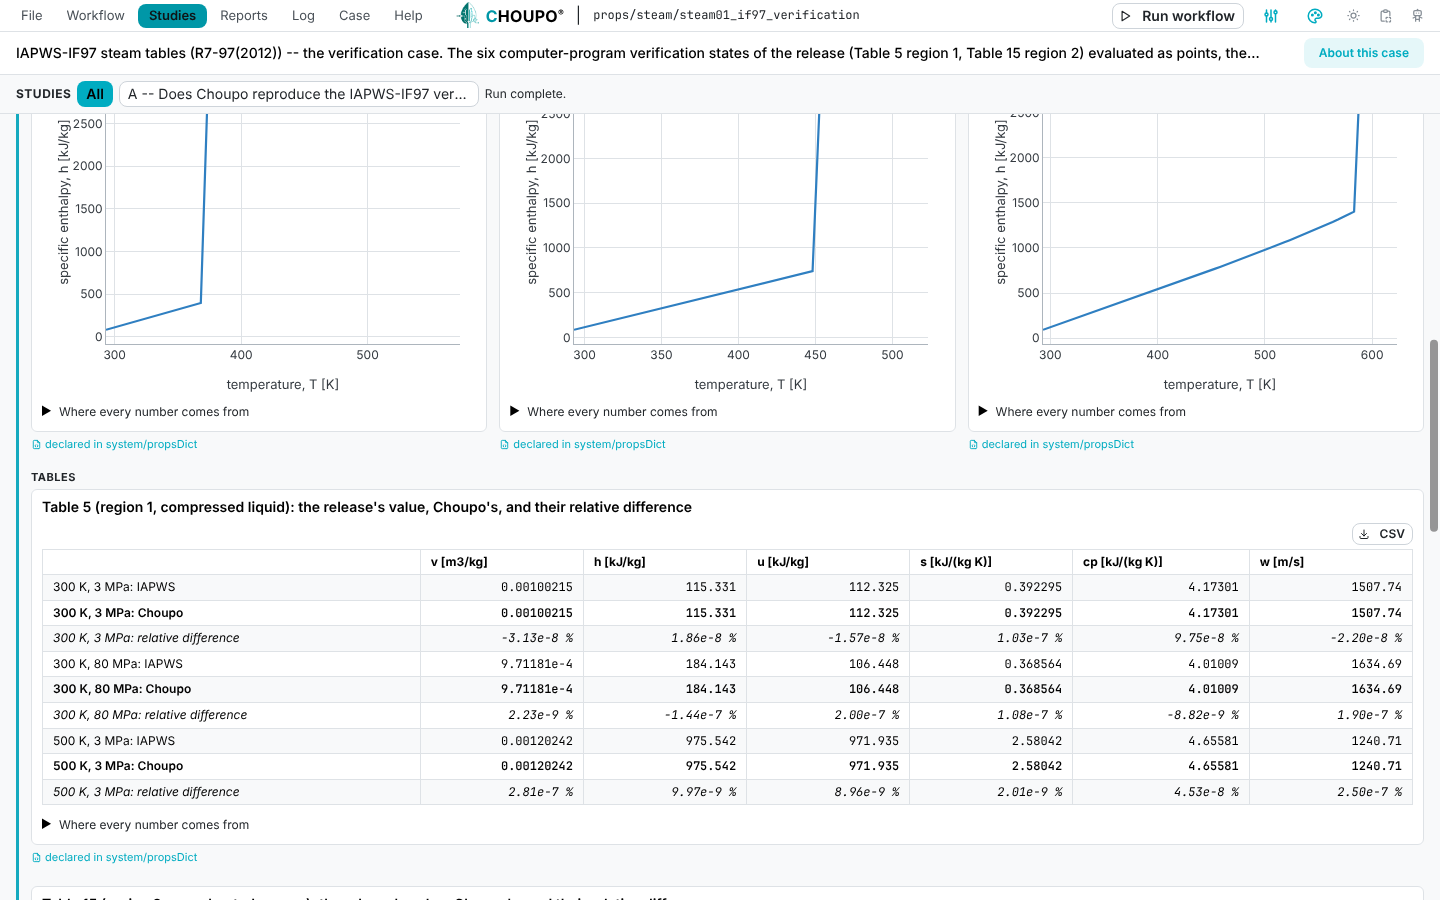 File Workflow Studies Reports Log Case Help CHOUPO® props/steam/steam01_if97_verification Run workflow
IAPWS-IF97 steam tables (R7-97(2012)) -- the verification case. The six computer-program verification states of the release (Table 5 region 1, Table 15 region 2) evaluated as points, the... About this case
STUDIES All A -- Does Choupo reproduce the IAPWS-IF97 ver... Run complete.
specific enthalpy, h [kJ/kg]
2500
2000
1500
1000
500
0
300 400 500
temperature, T [K]
Where every number comes from
declared in system/propsDict
specific enthalpy, h [kJ/kg]
2500
2000
1500
1000
500
0
300 350 400 450 500
temperature, T [K]
Where every number comes from
declared in system/propsDict
specific enthalpy, h [kJ/kg]
2000
1500
1000
500
0
300 400 500 600
temperature, T [K]
Where every number comes from
declared in system/propsDict
TABLES
Table 5 (region 1, compressed liquid): the release's value, Choupo's, and their relative difference
CSV
v [m3/kg] h [kJ/kg] u [kJ/kg] s [kJ/(kg K)] cp [kJ/(kg K)] w [m/s]
300 K, 3 MPa: IAPWS 0.00100215 115.331 112.325 0.392295 4.17301 1507.74
300 K, 3 MPa: Choupo 0.00100215 115.331 112.325 0.392295 4.17301 1507.74
300 K, 3 MPa: relative difference -3.13e-8 % 1.86e-8 % -1.57e-8 % 1.03e-7 % 9.75e-8 % -2.20e-8 %
300 K, 80 MPa: IAPWS 9.71181e-4 184.143 106.448 0.368564 4.01009 1634.69
300 K, 80 MPa: Choupo 9.71181e-4 184.143 106.448 0.368564 4.01009 1634.69
300 K, 80 MPa: relative difference 2.23e-9 % -1.44e-7 % 2.00e-7 % 1.08e-7 % -8.82e-9 % 1.90e-7 %
500 K, 3 MPa: IAPWS 0.00120242 975.542 971.935 2.58042 4.65581 1240.71
500 K, 3 MPa: Choupo 0.00120242 975.542 971.935 2.58042 4.65581 1240.71
500 K, 3 MPa: relative difference 2.81e-7 % 9.97e-9 % 8.96e-9 % 2.01e-9 % 4.53e-8 % 2.50e-7 %
Where every number comes from
declared in system/propsDict